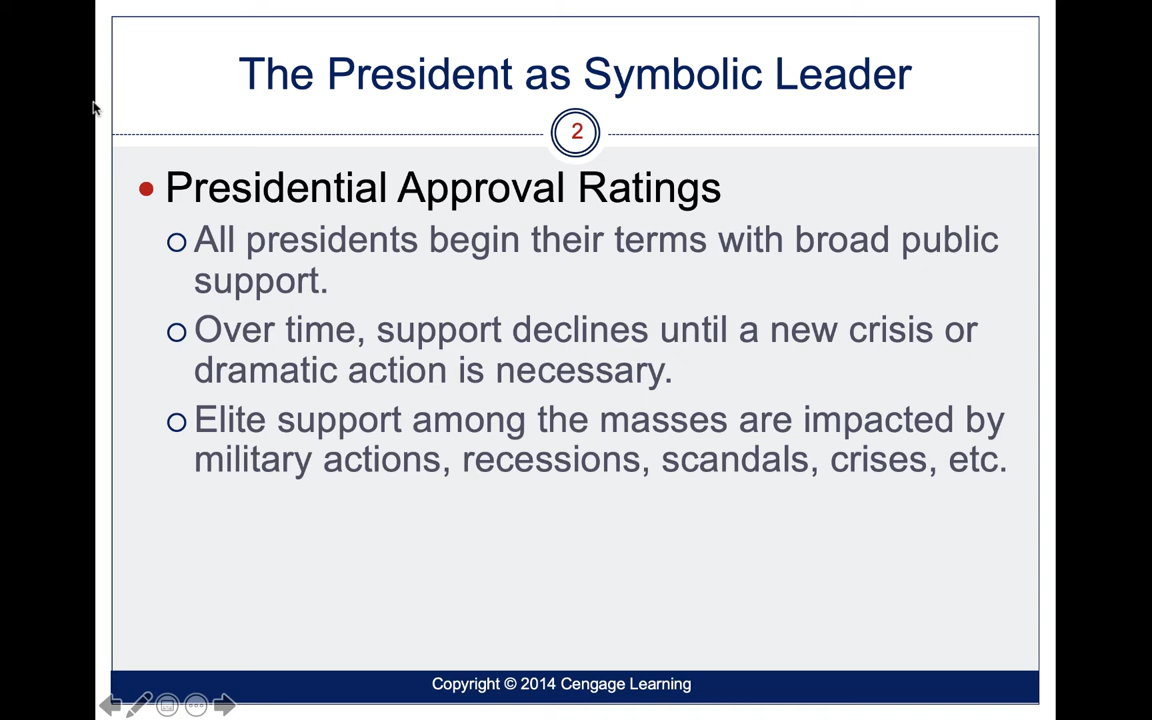 The President as Symbolic Leader
2
Presidential Approval Ratings
All presidents begin their terms with broad public
support.
Over time, support declines until a new crisis or
dramatic action is necessary.
Elite support among the masses are impacted by
military actions, recessions, scandals, crises, etc.
Copyright © 2014 Cengage Learning